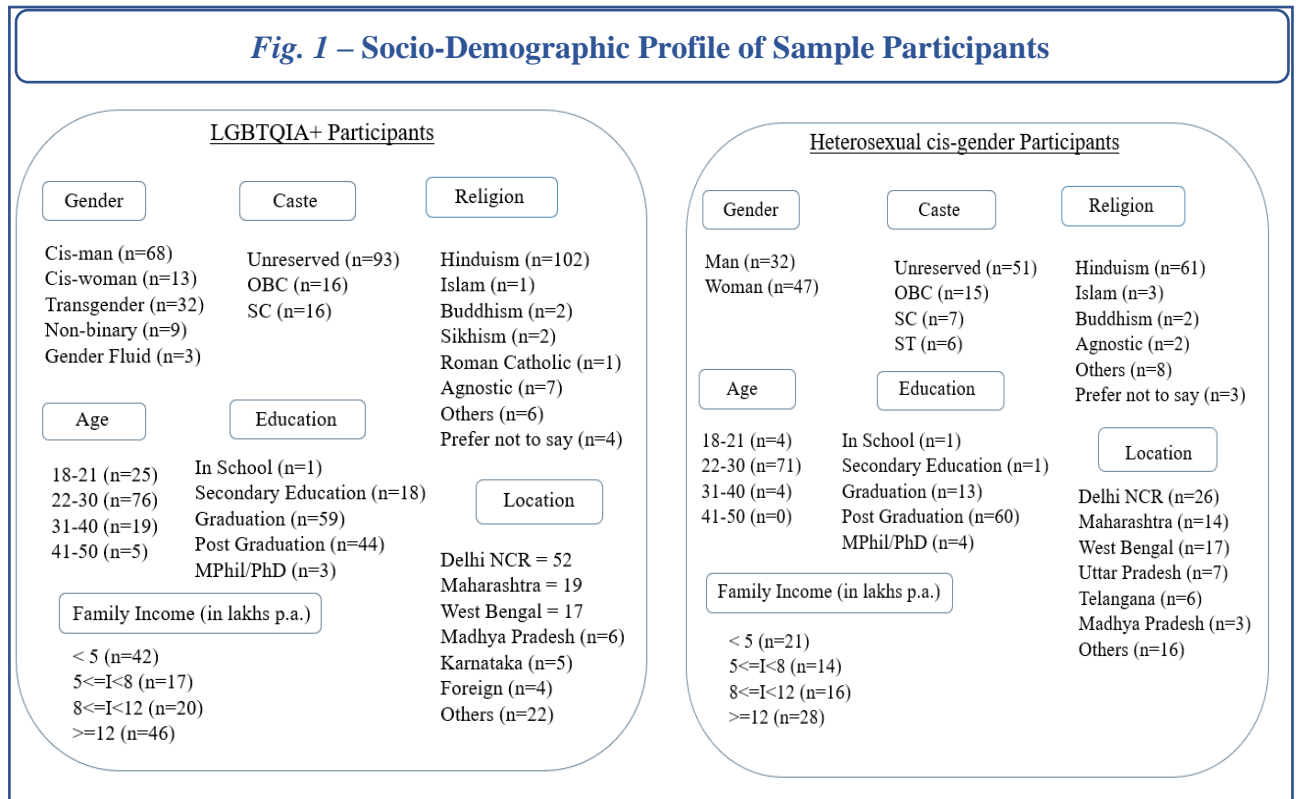 Fig. 1 – Socio-Demographic Profile of Sample Participants
LGBTQIA+ Participants
Gender
Cis-man (n=68)
Cis-woman (n=13)
Transgender (n=32)
Non-binary (n=9)
Gender Fluid (n=3)
Caste
Unreserved (n=93)
OBC (n=16)
SC (n=16)
Religion
Hinduism (n=102)
Islam (n=1)
Buddhism (n=2)
Sikhism (n=2)
Roman Catholic (n=1)
Agnostic (n=7)
Others (n=6)
Prefer not to say (n=4)
Age
18-21 (n=25)
22-30 (n=76)
31-40 (n=19)
41-50 (n=5)
Education
In School (n=1)
Secondary Education (n=18)
Graduation (n=59)
Post Graduation (n=44)
MPhil/PhD (n=3)
Location
Delhi NCR = 52
Maharashtra = 19
West Bengal = 17
Madhya Pradesh (n=6)
Karnataka (n=5)
Foreign (n=4)
Others (n=22)
Family Income (in lakhs p.a.)
< 5 (n=42)
5<=I<8 (n=17)
8<=I<12 (n=20)
>=12 (n=46)
Heterosexual cis-gender Participants
Gender
Man (n=32)
Woman (n=47)
Caste
Unreserved (n=51)
OBC (n=15)
SC (n=7)
ST (n=6)
Religion
Hinduism (n=61)
Islam (n=3)
Buddhism (n=2)
Agnostic (n=2)
Others (n=8)
Prefer not to say (n=3)
Age
18-21 (n=4)
22-30 (n=71)
31-40 (n=4)
41-50 (n=0)
Education
In School (n=1)
Secondary Education (n=1)
Graduation (n=13)
Post Graduation (n=60)
MPhil/PhD (n=4)
Location
Delhi NCR (n=26)
Maharashtra (n=14)
West Bengal (n=17)
Uttar Pradesh (n=7)
Telangana (n=6)
Madhya Pradesh (n=3)
Others (n=16)
Family Income (in lakhs p.a.)
< 5 (n=21)
5<=I<8 (n=14)
8<=I<12 (n=16)
>=12 (n=28)